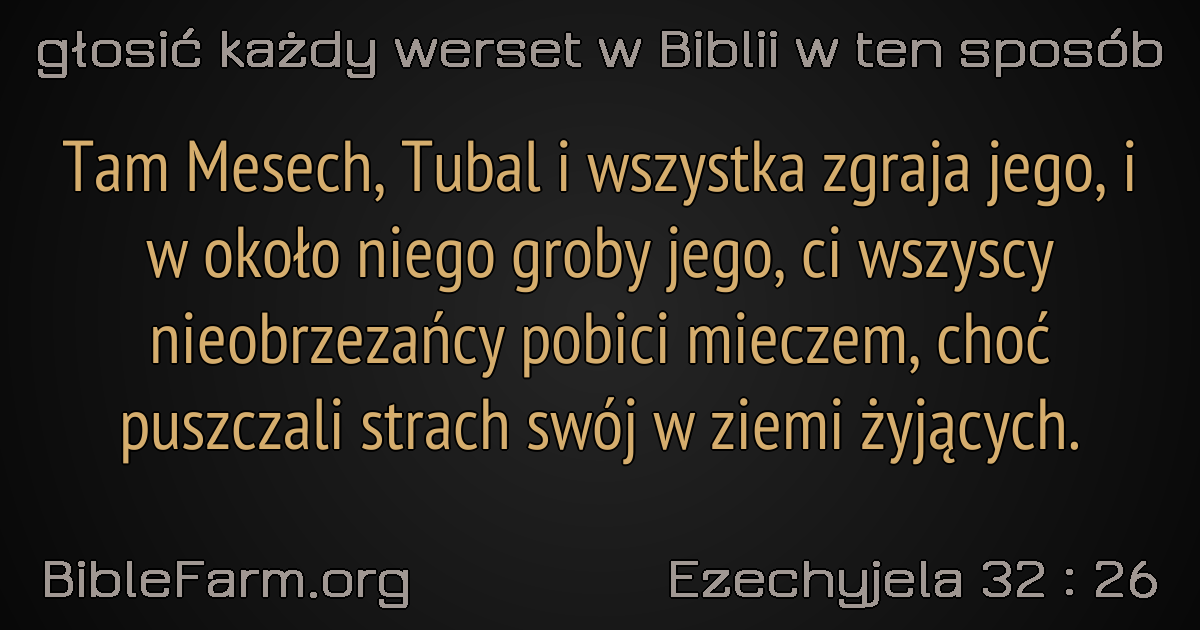 głosić każdy werset w Biblii w ten sposób
Tam Mesech, Tubal i wszystka zgraja jego, i
w około niego groby jego, ci wszyscy
nieobrzezańcy pobici mieczem, choć
puszczali strach swój w ziemi żyjących.
BibleFarm.org
Ezechyjela 32 : 26